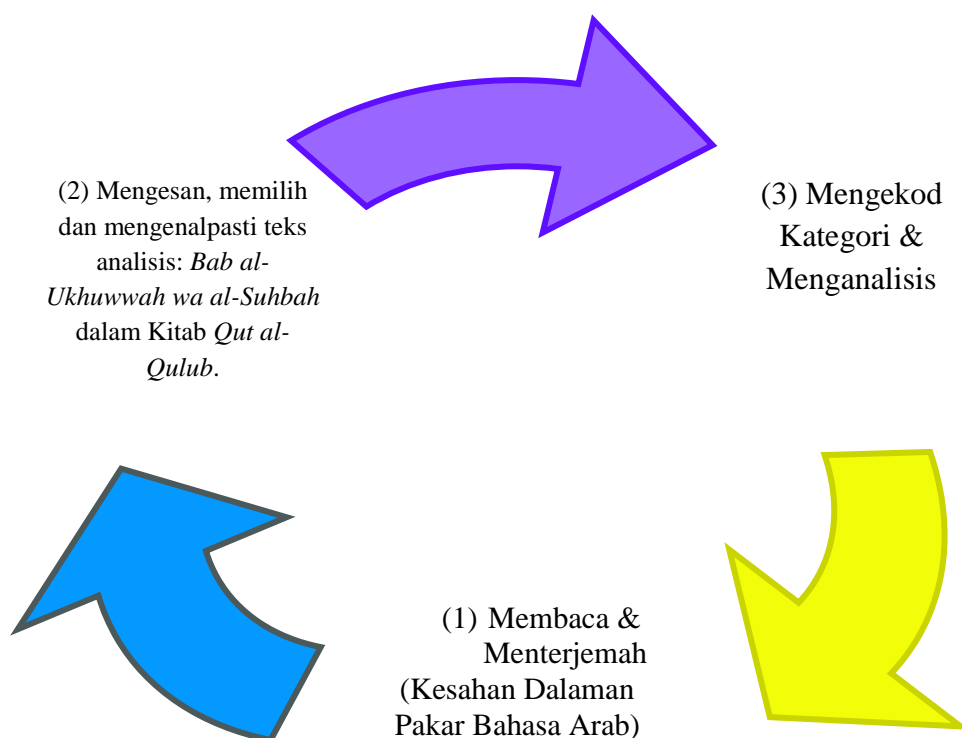 (2) Mengesan, memilih
dan mengenalpasti teks
analisis: Bab al-
Ukhuwwah wa al-Suhbah
dalam Kitab Qut al-
Qulub.
(3) Mengekod
Kategori &
Menganalisis
(1) Membaca &
Menterjemah
(Kesahan Dalaman
Pakar Bahasa Arab)